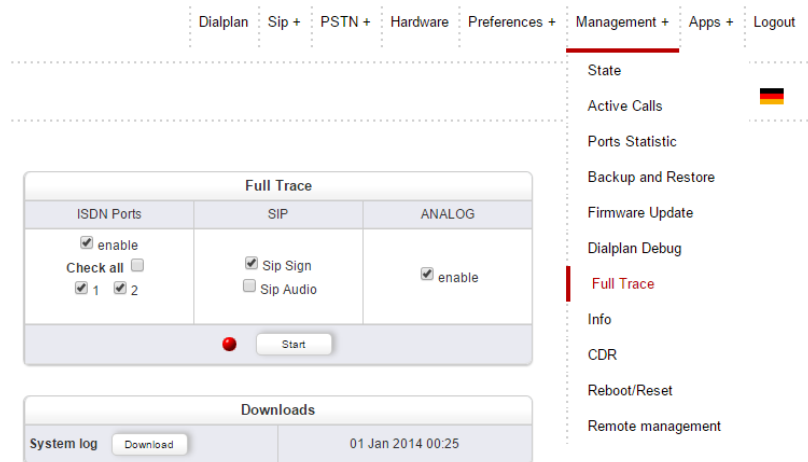 Dialplan Sip + PSTN + Hardware Preferences + Management + Apps + Logout
State
Active Calls
Ports Statistic
Backup and Restore
Firmware Update
Dialplan Debug
Full Trace
Info
CDR
Reboot/Reset
Remote management
Full Trace
ISDN Ports SIP ANALOG
enable
Check all
1 2
Sip Sign
Sip Audio
enable
Start
Downloads
System log Download 01 Jan 2014 00:25